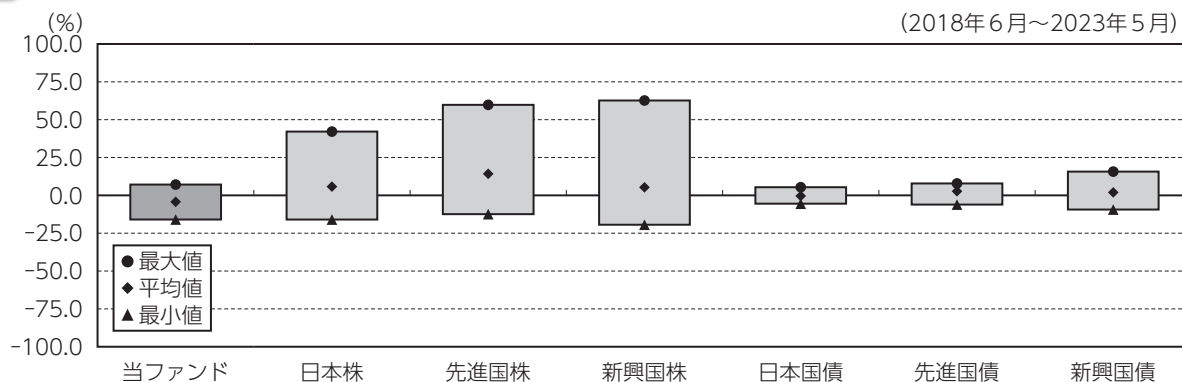 (%)
(2018年6月～2023年5月)
100.0
75.0
50.0
25.0
0.0
-25.0
-50.0
-75.0
-100.0
●最大値
◆平均値
▲最小値
当ファンド 日本株 先進国株 新興国株 日本国債 先進国債 新興国債